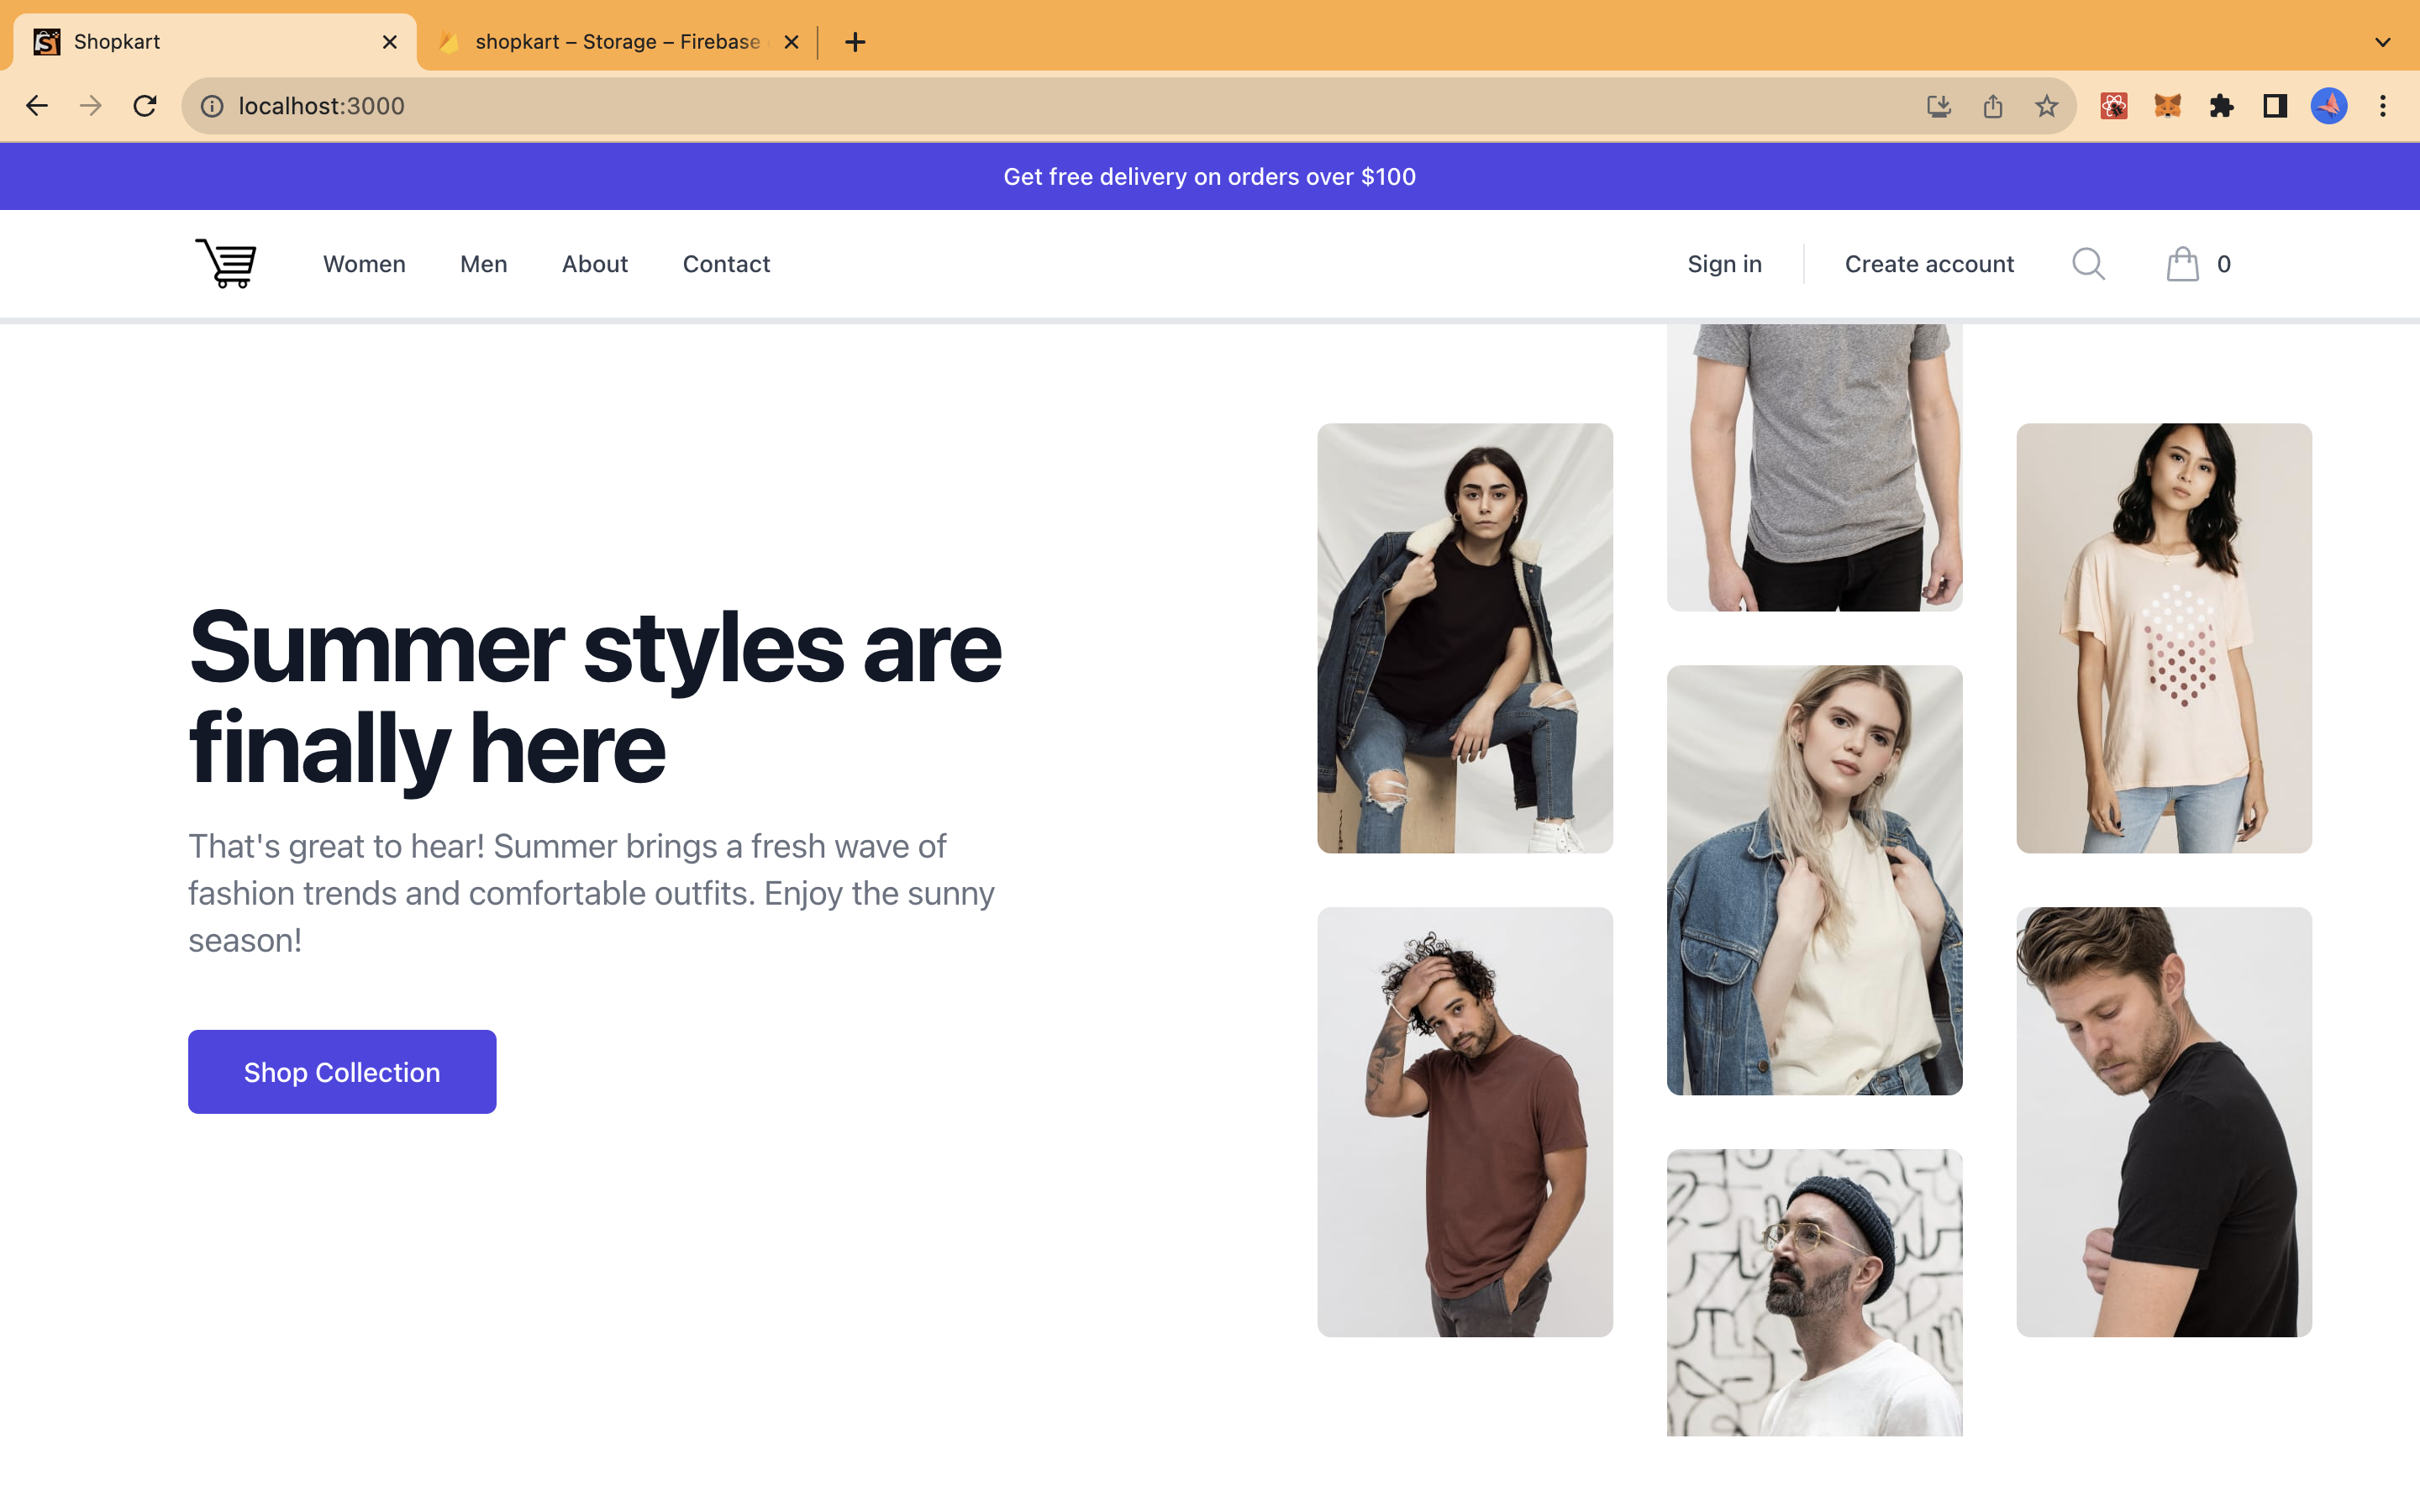 Shopkart
shopkart – Storage – Firebase
localhost:3000
Get free delivery on orders over $100
Women Men About Contact Sign in Create account 0
Summer styles are
finally here
That's great to hear! Summer brings a fresh wave of
fashion trends and comfortable outfits. Enjoy the sunny
season!
Shop Collection